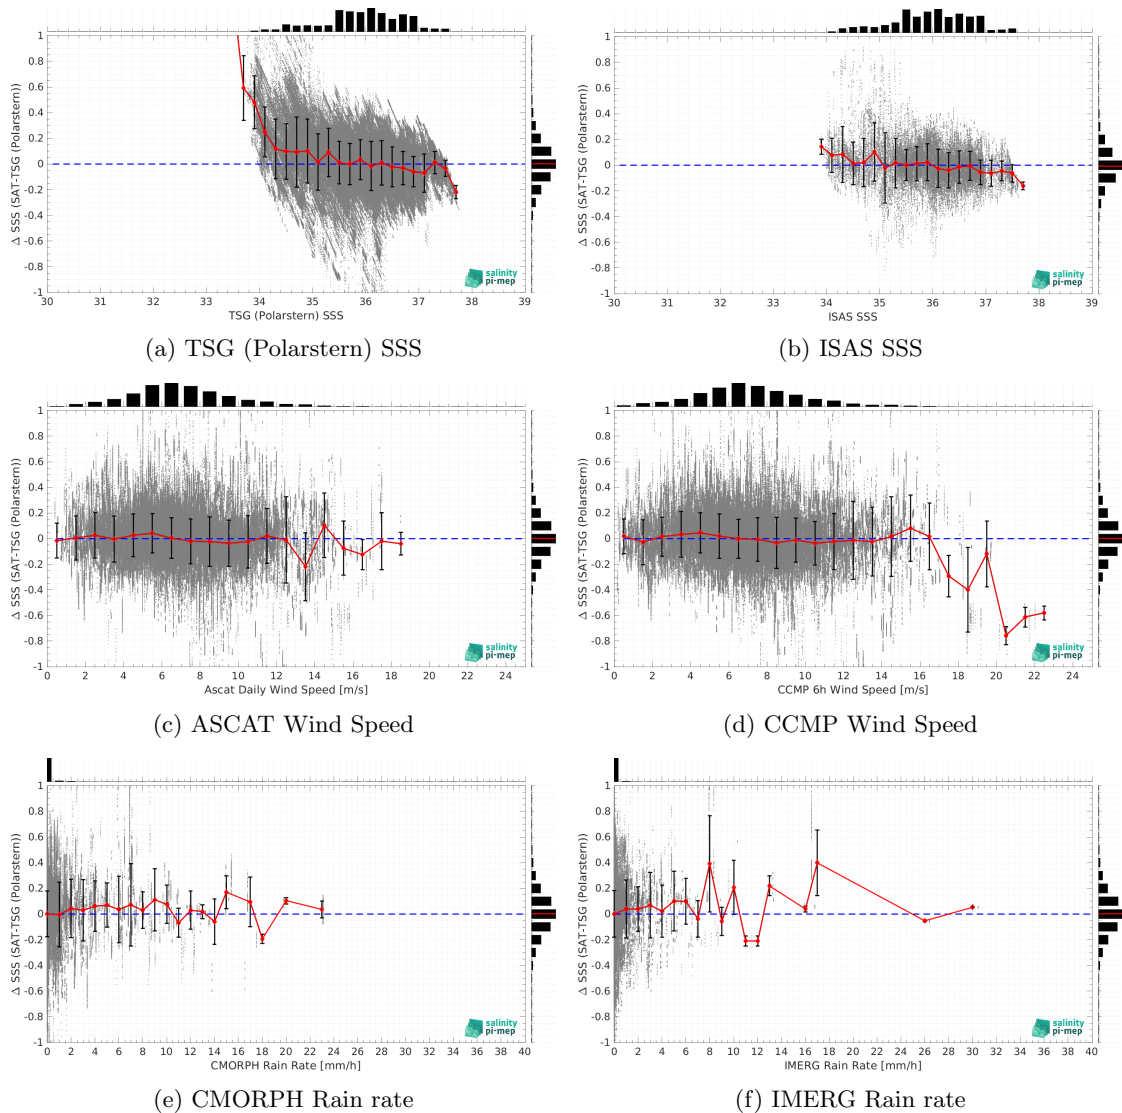 Δ SSS (SAT-TSG (Polarstern))
1
0.8
0.6
0.4
0.2
0
-0.2
-0.4
-0.6
-0.8
-1
salinity
pi-mep
30 31 32 33 34 35 36 37 38 39
TSG (Polarstern) SSS
(a) TSG (Polarstern) SSS
Δ SSS (SAT-TSG (Polarstern))
1
0.8
0.6
0.4
0.2
0
-0.2
-0.4
-0.6
-0.8
-1
salinity
pi-mep
30 31 32 33 34 35 36 37 38 39
ISAS SSS
(b) ISAS SSS
Δ SSS (SAT-TSG (Polarstern))
1
0.8
0.6
0.4
0.2
0
-0.2
-0.4
-0.6
-0.8
-1
salinity
pi-mep
0 2 4 6 8 10 12 14 16 18 20 22 24
Ascat Daily Wind Speed [m/s]
(c) ASCAT Wind Speed
Δ SSS (SAT-TSG (Polarstern))
1
0.8
0.6
0.4
0.2
0
-0.2
-0.4
-0.6
-0.8
-1
salinity
pi-mep
0 2 4 6 8 10 12 14 16 18 20 22 24
CCMP 6h Wind Speed [m/s]
(d) CCMP Wind Speed
Δ SSS (SAT-TSG (Polarstern))
1
0.8
0.6
0.4
0.2
0
-0.2
-0.4
-0.6
-0.8
-1
salinity
pi-mep
0 2 4 6 8 10 12 14 16 18 20 22 24 26 28 30 32 34 36 38 40
CMORPH Rain Rate [mm/h]
(e) CMORPH Rain rate
Δ SSS (SAT-TSG (Polarstern))
1
0.8
0.6
0.4
0.2
0
-0.2
-0.4
-0.6
-0.8
-1
salinity
pi-mep
0 2 4 6 8 10 12 14 16 18 20 22 24 26 28 30 32 34 36 38 40
IMERG Rain Rate [mm/h]
(f) IMERG Rain rate